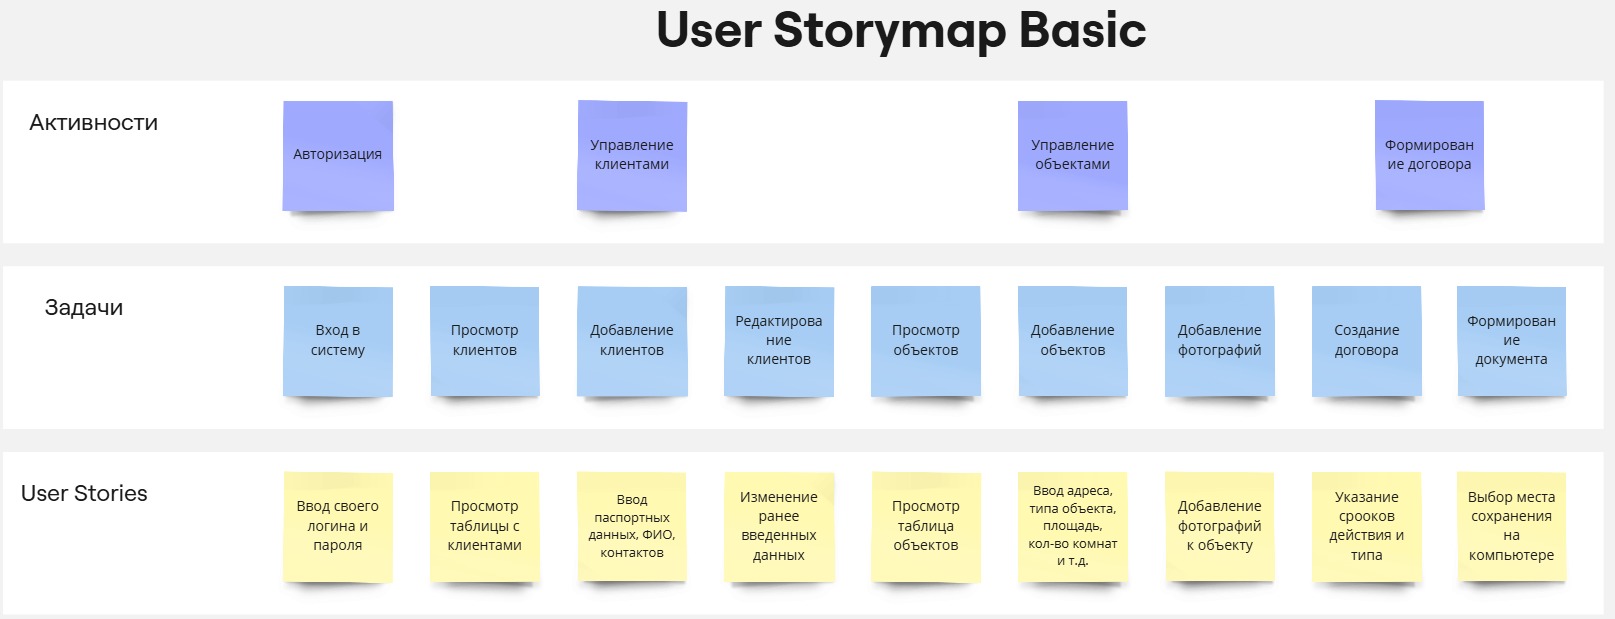 User Storymap Basic
Активности
Авторизация
Управление
клиентами
Управление
объектами
Формирован
ие договора
Задачи
Вход в
систему
Просмотр
клиентов
Добавление
клиентов
Редактирова
ние
клиентов
Просмотр
объектов
Добавление
объектов
Добавление
фотографий
Создание
договора
Формирован
ие
документа
User Stories
Ввод своего
логина и
пароля
Просмотр
таблицы с
клиентами
Ввод
паспортных
данных, ФИО,
контактов
Изменение
ранее
введенных
данных
Просмотр
таблица
объектов
Ввод адреса,
типа объекта,
площадь,
кол-во комнат
и т.д.
Добавление
фотографий
к объекту
Указание
срооков
действия и
типа
Выбор места
сохранения
на
компьютере